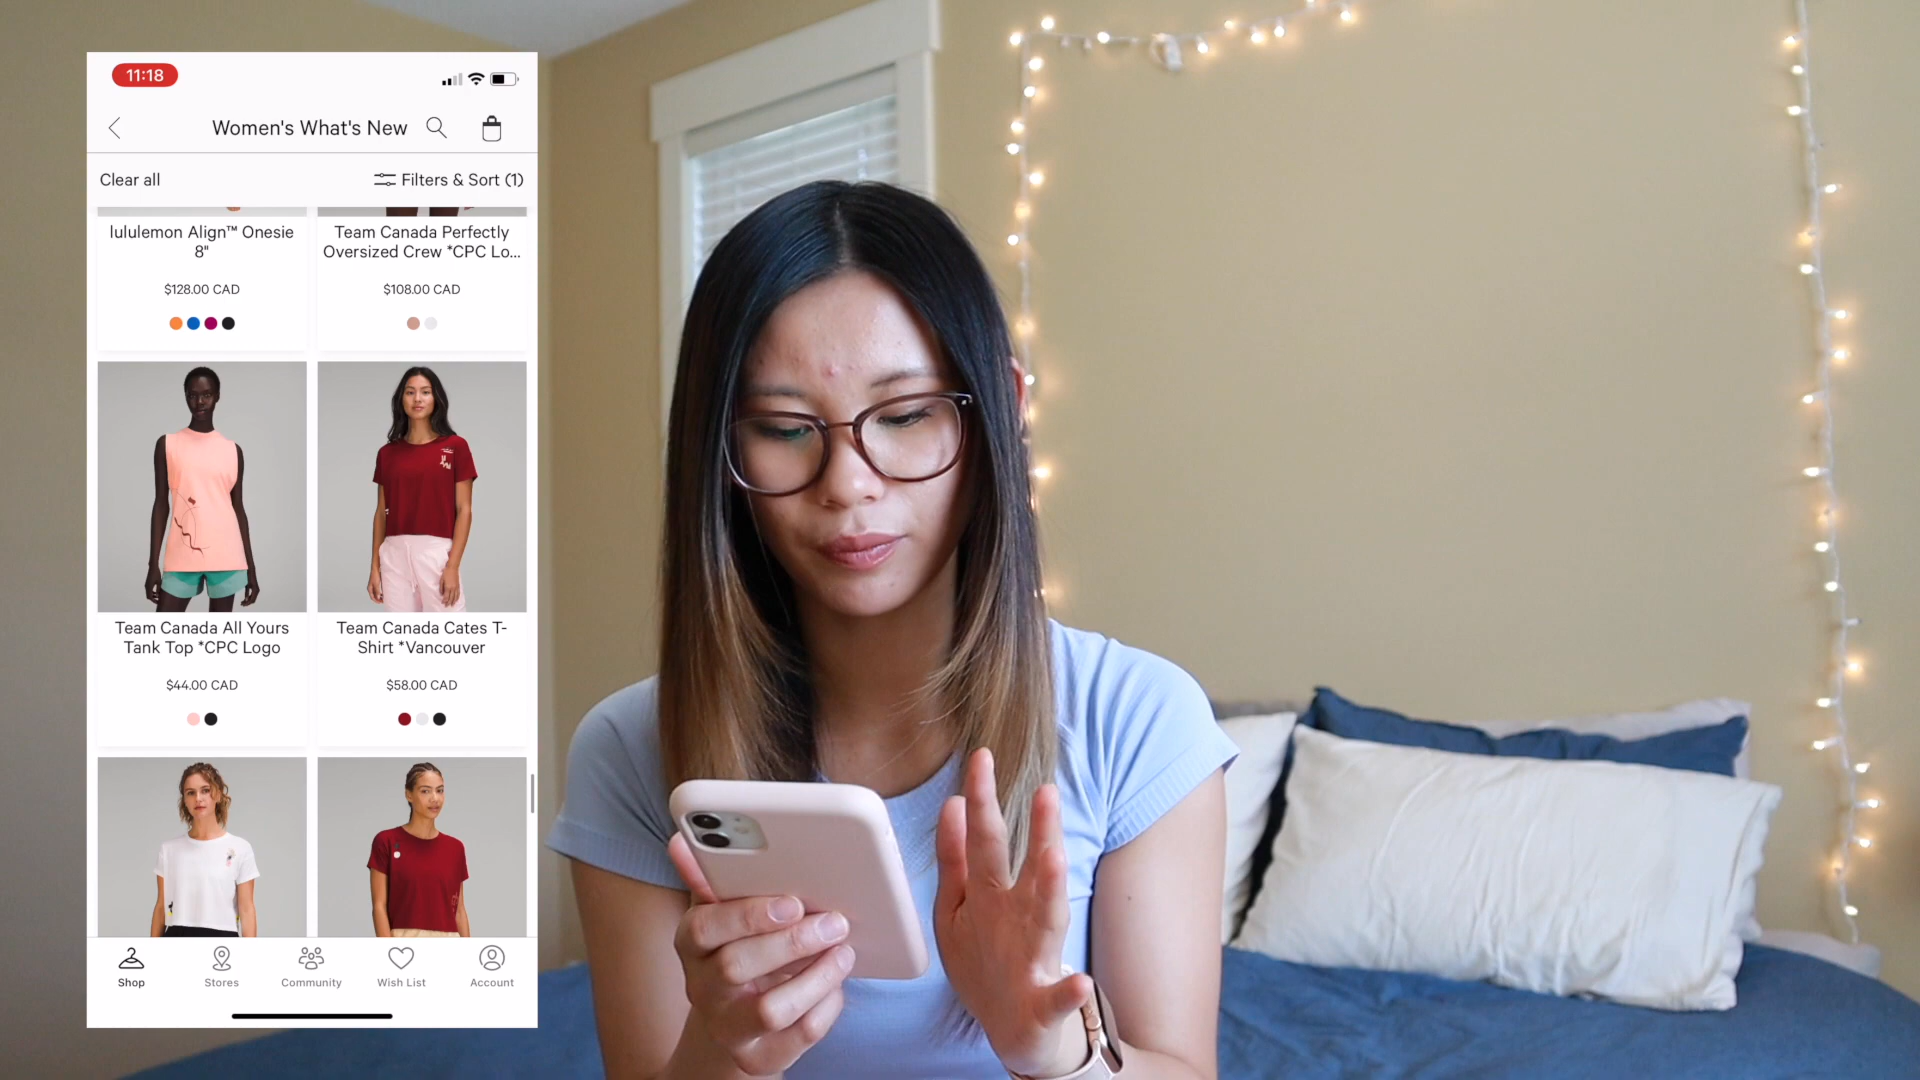 11:18
Women's What's New
Clear all
Filters & Sort (1)
lululemon Align™ Onesie
8"
$128.00 CAD
Team Canada Perfectly
Oversized Crew *CPC Lo...
$108.00 CAD
Team Canada All Yours
Tank Top *CPC Logo
$44.00 CAD
Team Canada Cates T-
Shirt *Vancouver
$58.00 CAD
Shop
Stores
Community
Wish List
Account